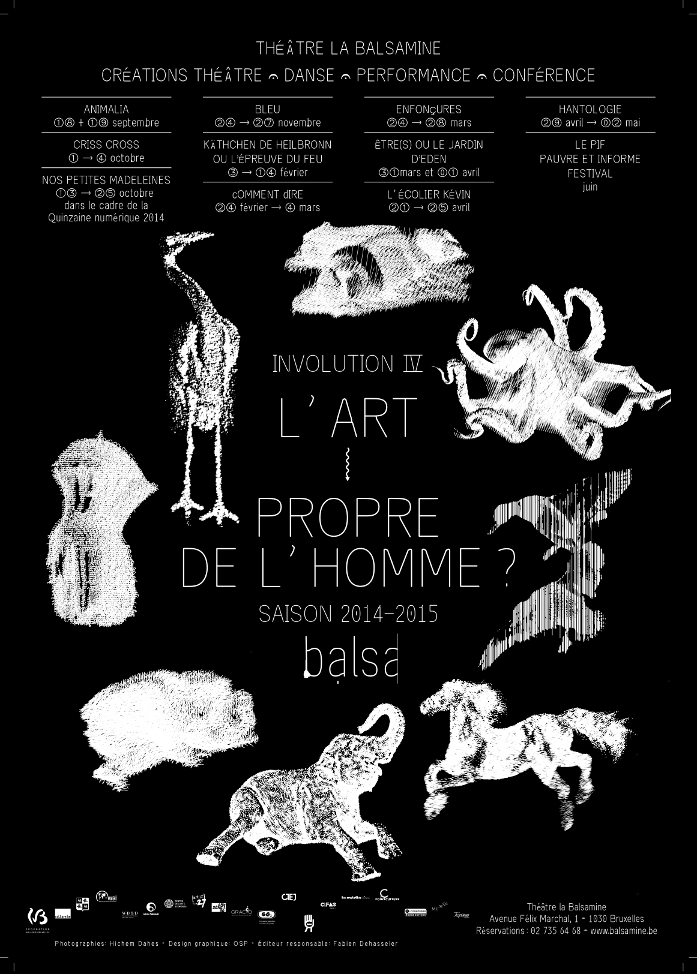 THÉÂTRE LA BALSAMINE
CRÉATIONS THÉÂTRE DANSE PERFORMANCE CONFÉRENCE
ANIMALIA
①⑧ + ①⑨ septembre
CRISS CROSS
① → ④ octobre
NOS PETITES MADELEINES
①③ → ②⑤ octobre
dans le cadre de la
Quinzaine numérique 2014
BLEU
②④ → ②⑦ novembre
KÄTHCHEN DE HEILBRONN
OU L'ÉPREUVE DU FEU
③ → ①④ février
cOMMENT dIRE
②④ février → ④ mars
ENFONÇURES
②④ → ②⑧ mars
ÊTRE(S) OU LE JARDIN
D'EDEN
③①mars et ⓪① avril
L'ÉCOLIER KÉVIN
②① → ②⑤ avril
HANTOLOGIE
②⑨ avril → ⓪② mai
LE PIF
PAUVRE ET INFORME
FESTIVAL
juin
INVOLUTION IV
L'ART
PROPRE
DE L'HOMME ?
SAISON 2014-2015
balsa
Théâtre la Balsamine
Avenue Félix Marchal, 1 - 1030 Bruxelles
Réservations : 02 735 64 68 - www.balsamine.be
Photographies: Hichem Dahes - Design graphique: OSP - éditeur responsable: Fabien Dehasseler